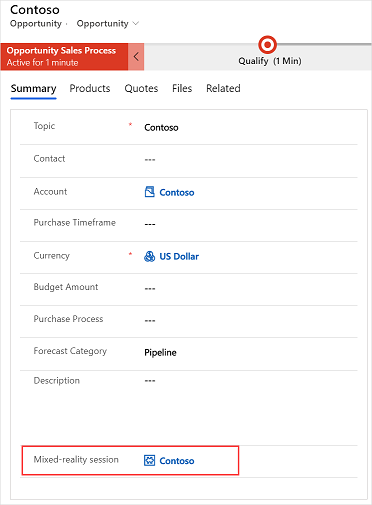 Contoso
Opportunity · Opportunity
Opportunity Sales Process
Active for 1 minute
Qualify (1 Min)
Summary Products Quotes Files Related
Topic * Contoso
Contact ---
Account Contoso
Purchase Timeframe ---
Currency * US Dollar
Budget Amount ---
Purchase Process ---
Forecast Category Pipeline
Description ---
Mixed-reality session Contoso